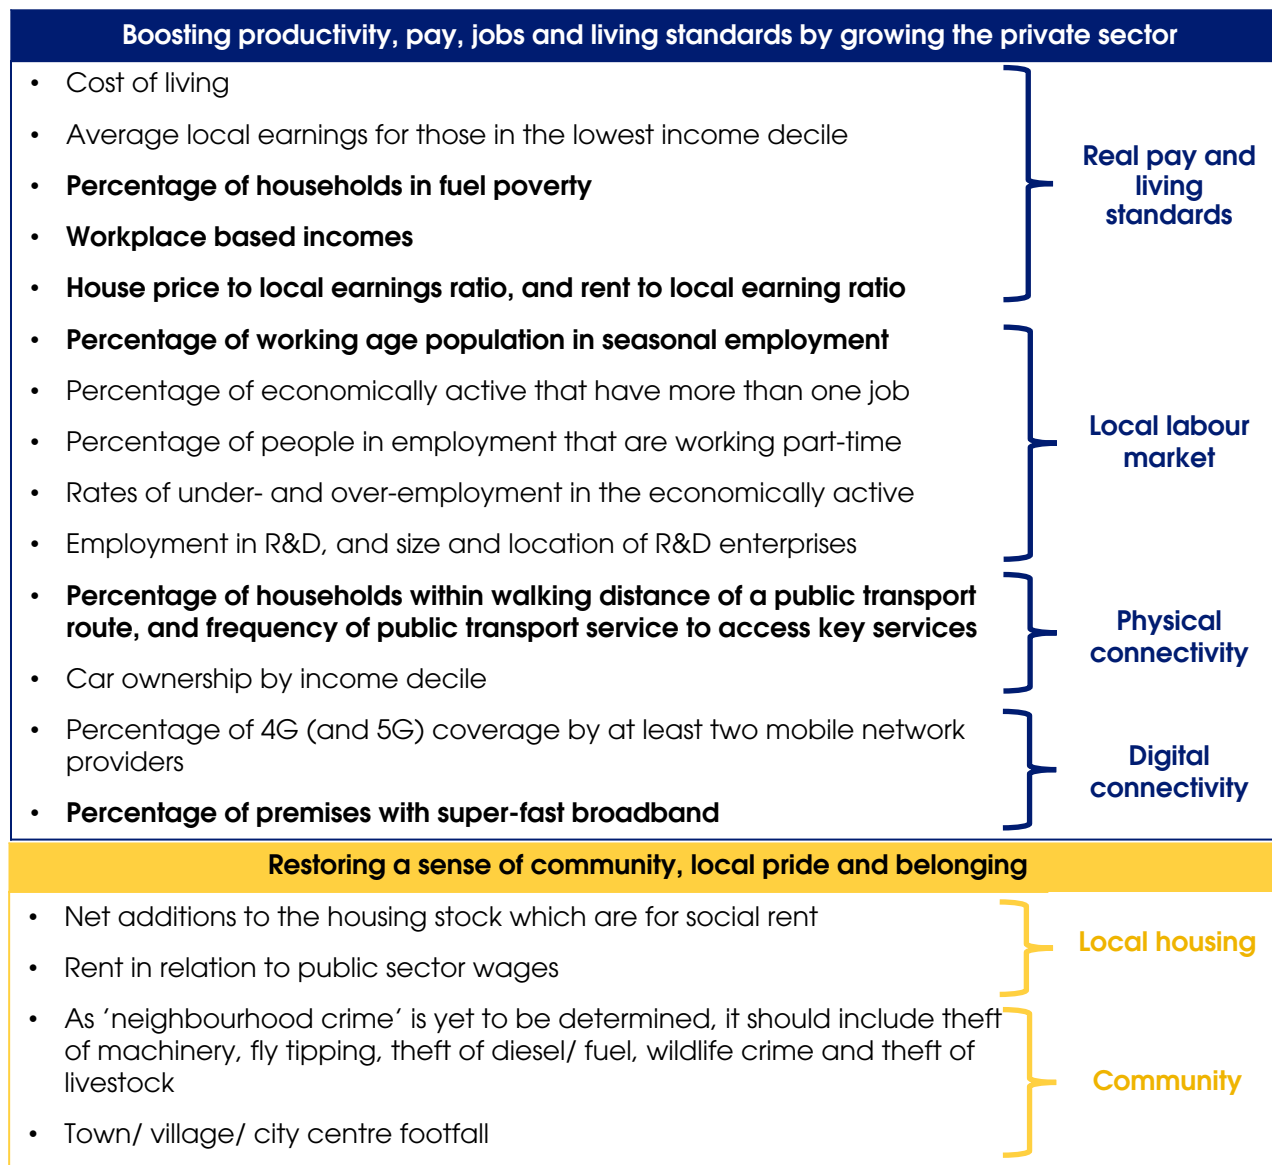 Boosting productivity, pay, jobs and living standards by growing the private sector
• Cost of living
• Average local earnings for those in the lowest income decile
• Percentage of households in fuel poverty
• Workplace based incomes
• House price to local earnings ratio, and rent to local earning ratio
Real pay and
living
standards
• Percentage of working age population in seasonal employment
• Percentage of economically active that have more than one job
• Percentage of people in employment that are working part-time
• Rates of under- and over-employment in the economically active
• Employment in R&D, and size and location of R&D enterprises
Local labour
market
• Percentage of households within walking distance of a public transport
route, and frequency of public transport service to access key services
• Car ownership by income decile
Physical
connectivity
• Percentage of 4G (and 5G) coverage by at least two mobile network
providers
• Percentage of premises with super-fast broadband
Digital
connectivity
Restoring a sense of community, local pride and belonging
• Net additions to the housing stock which are for social rent
• Rent in relation to public sector wages
Local housing
• As ‘neighbourhood crime’ is yet to be determined, it should include theft
of machinery, fly tipping, theft of diesel/ fuel, wildlife crime and theft of
livestock
• Town/ village/ city centre footfall
Community